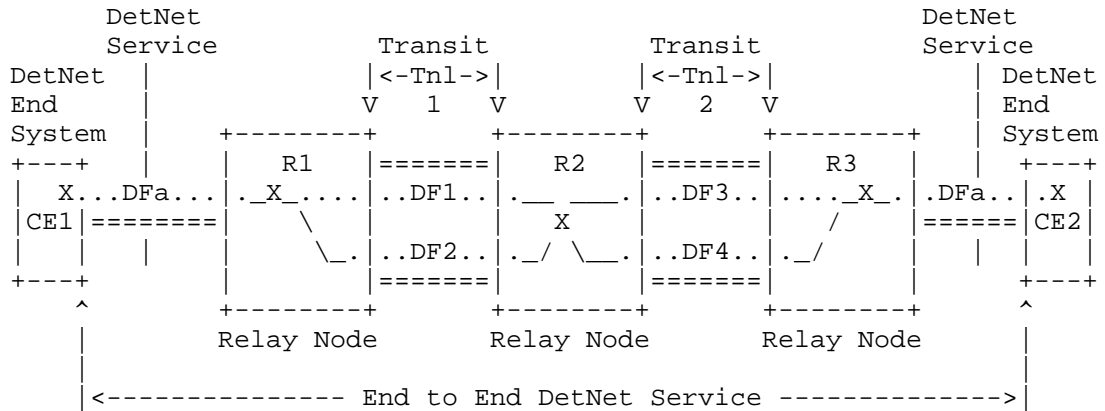 DetNet                                             DetNet
         Service         Transit          Transit          Service
DetNet     |            |<-Tnl->|        |<-Tnl->|            |  DetNet
End        |            V   1   V        V   2   V            |  End
System     |   +--------+       +--------+       +--------+   |  System
+---+      |   |   R1   |=======|   R2   |=======|   R3   |   |   +---+
|  X...DFa...|._X_....|..DF1..|.__ ___.|..DF3..|...._X_.|.DFa..|.X |
|CE1|========|    \   |       |   X    |       |   /    |======|CE2|
|   |    |   |     \_.|..DF2..|._/ \__.|..DF4..|._/     |   |  |   |
+---+        |        |=======|        |=======|        |      +---+
    ^        +--------+       +--------+       +--------+      ^
    |        Relay Node       Relay Node       Relay Node      |
    |                                                          |
    |<--------------- End to End DetNet Service -------------->|